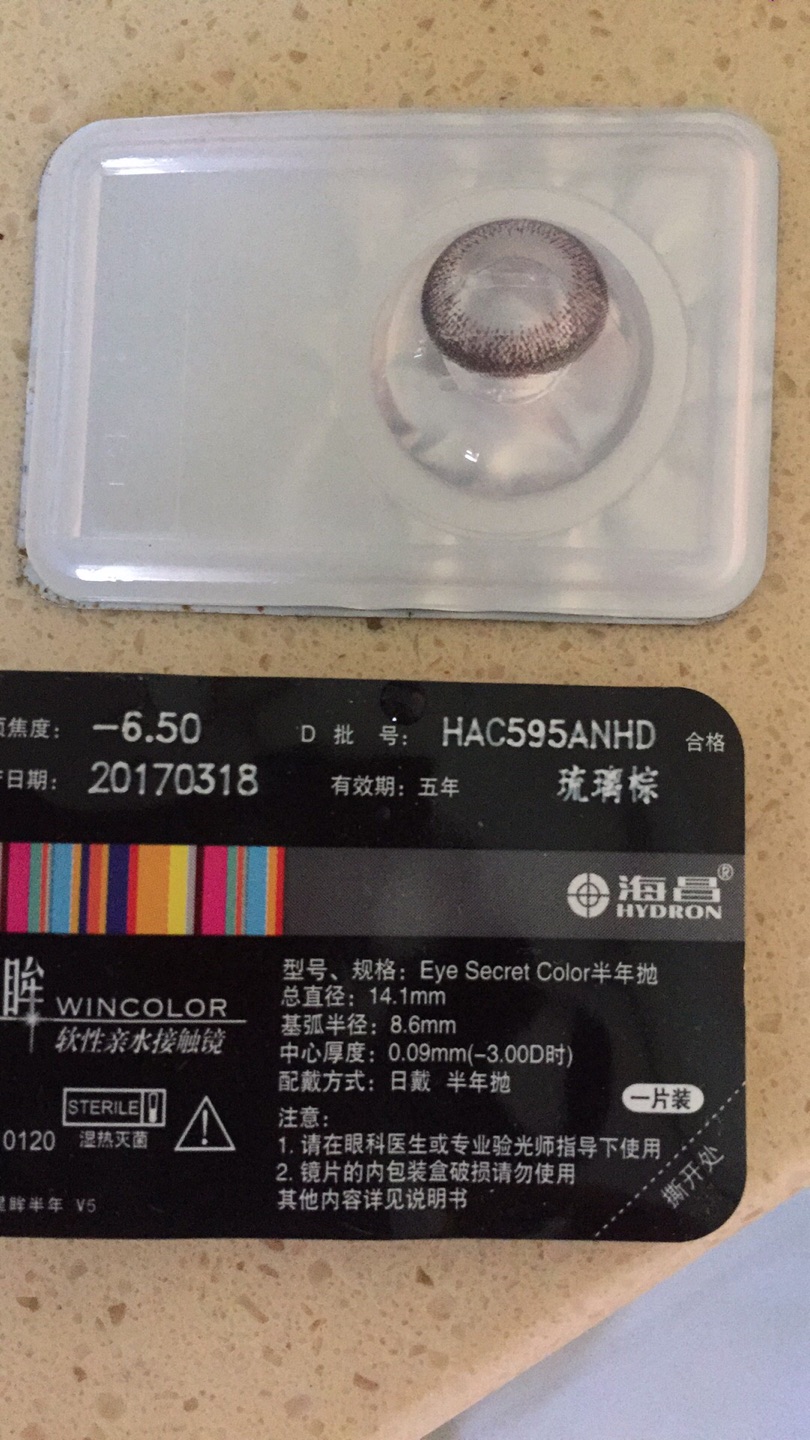 顶焦度：-6.50 D 批 号：HAC595ANHD 合格
日期：20170318 有效期：五年 琉璃棕
海昌®
HYDRON
眸 WINCOLOR
软性亲水接触镜
型号、规格：Eye Secret Color半年抛
总直径：14.1mm
基弧半径：8.6mm
中心厚度：0.09mm(-3.00D时)
配戴方式：日戴 半年抛
一片装
STERILE
湿热灭菌
0120
注意：
1. 请在眼科医生或专业验光师指导下使用
2. 镜片的内包装盒破损请勿使用
其他内容详见说明书
撕开处
眸半年 V5